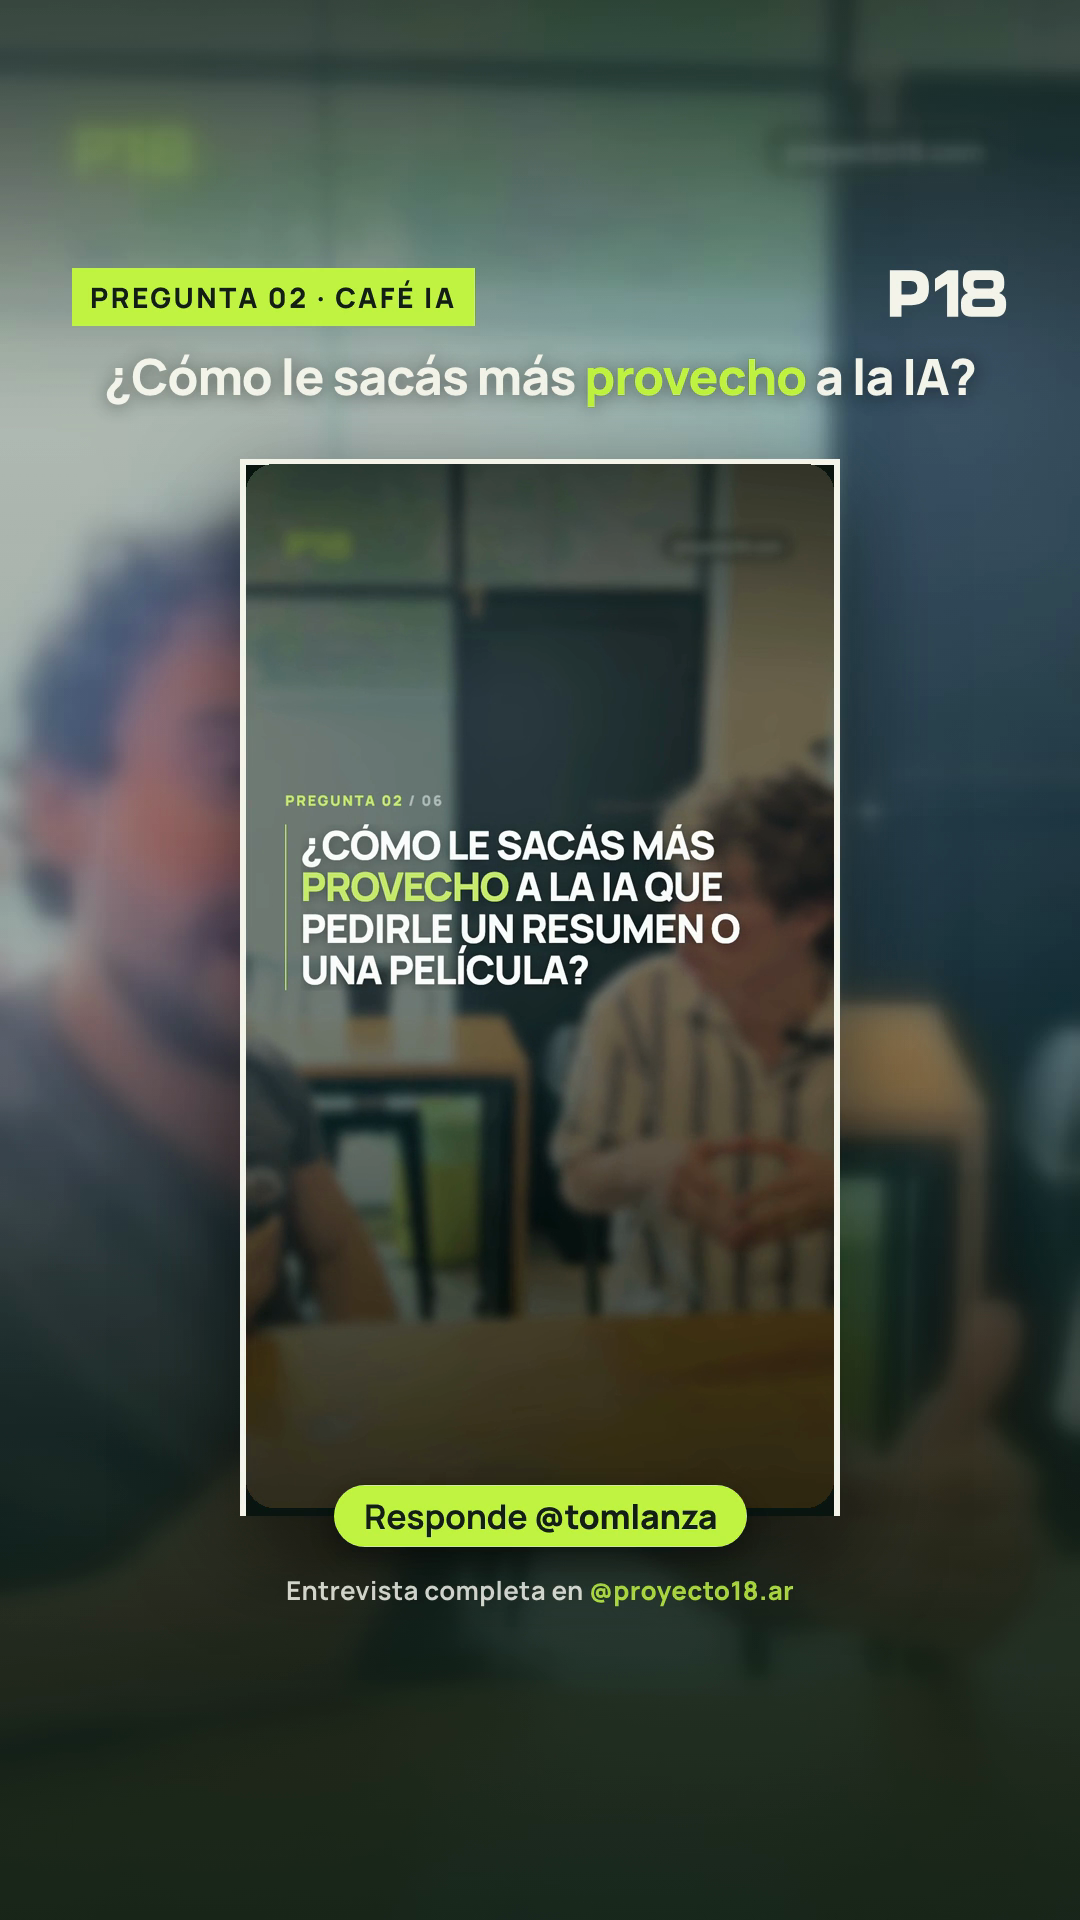 PREGUNTA 02 · CAFÉ IA
P18
¿Cómo le sacás más provecho a la IA?
PREGUNTA 02 / 06
¿CÓMO LE SACÁS MÁS
PROVECHO A LA IA QUE
PEDIRLE UN RESUMEN O
UNA PELÍCULA?
Responde @tomlanza
Entrevista completa en @proyecto18.ar